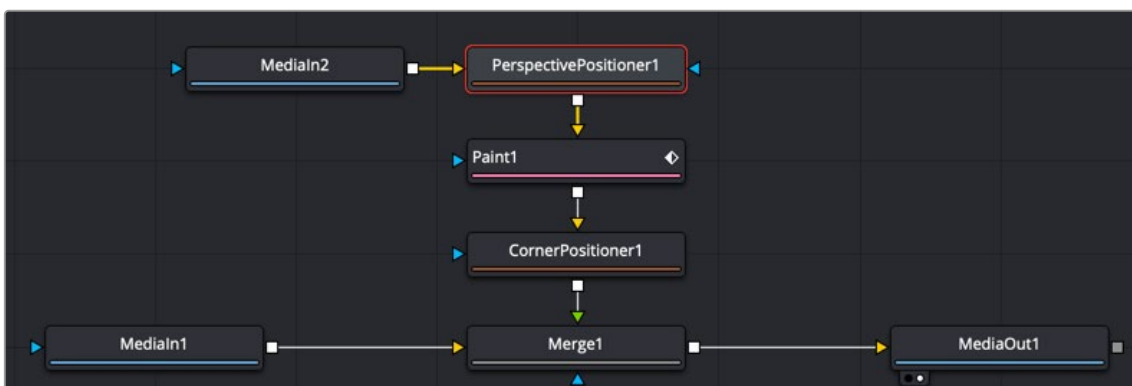 MediaIn2
PerspectivePositioner1
Paint1
CornerPositioner1
MediaIn1
Merge1
MediaOut1